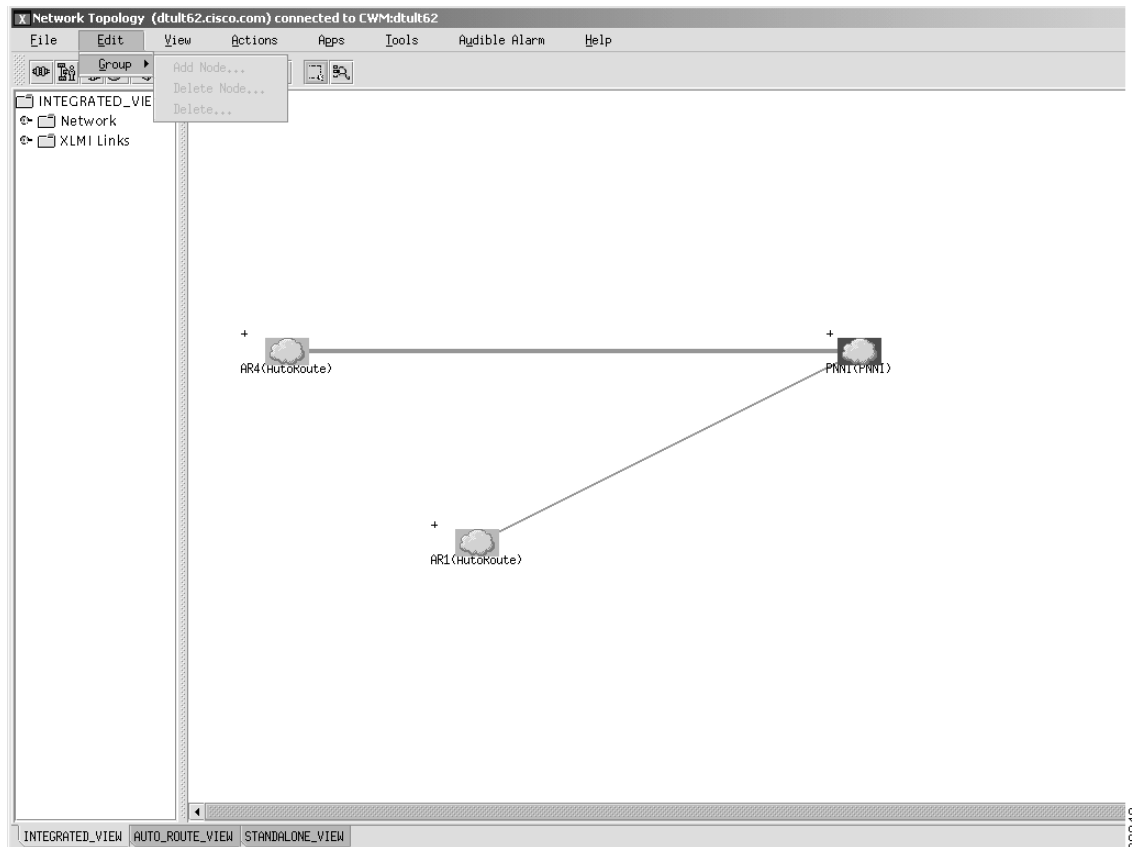 X Network Topology (dtult62.cisco.com) connected to CWM:dtult62
File Edit View Actions Apps Tools Audible Alarm Help
Group
Add Node...
Delete Node...
Delete...
INTEGRATED_VIE
Network
XLMI Links
+
AR4(AutoRoute)
+
PNNI(PNNI)
+
AR1(AutoRoute)
INTEGRATED_VIEW AUTO_ROUTE_VIEW STANDALONE_VIEW